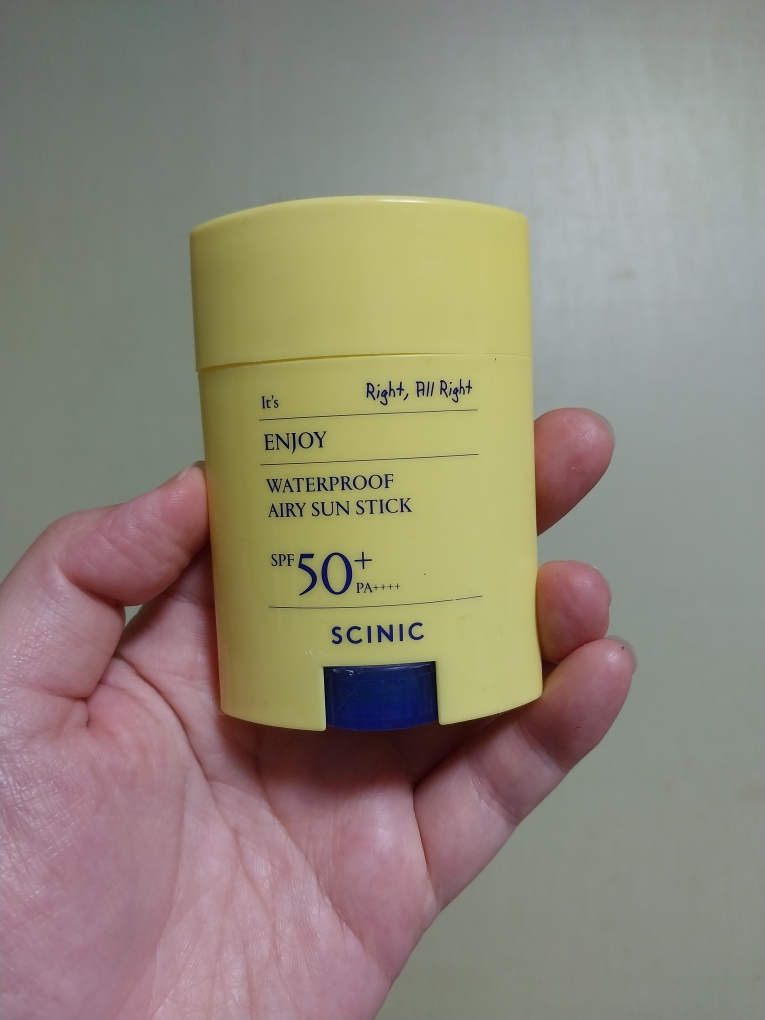 It's Right, All Right
ENJOY
WATERPROOF
AIRY SUN STICK
SPF 50+ PA++++
SCINIC